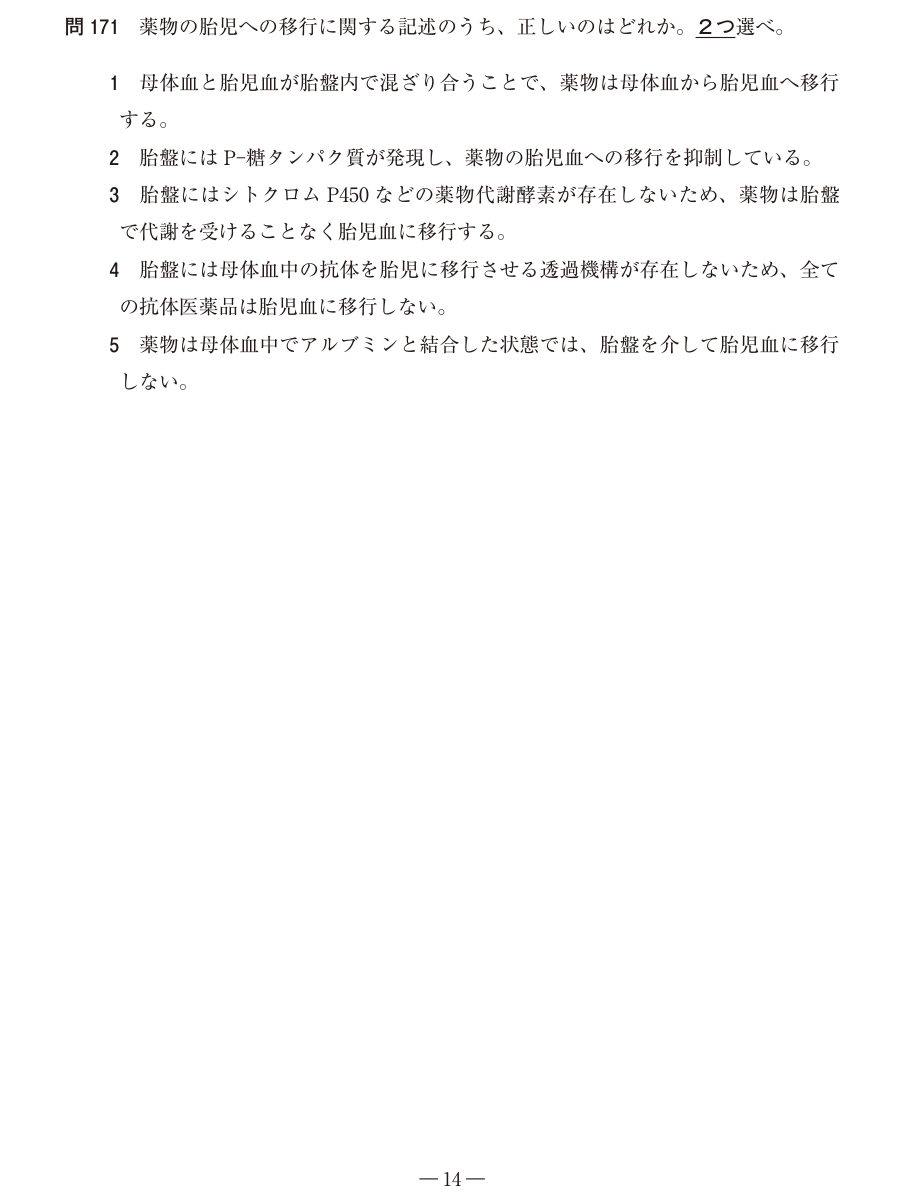 問 171　薬物の胎児への移行に関する記述のうち、正しいのはどれか。２つ選べ。
1　母体血と胎児血が胎盤内で混ざり合うことで、薬物は母体血から胎児血へ移行
する。
2　胎盤には P-糖タンパク質が発現し、薬物の胎児血への移行を抑制している。
3　胎盤にはシトクロム P450 などの薬物代謝酵素が存在しないため、薬物は胎盤
で代謝を受けることなく胎児血に移行する。
4　胎盤には母体血中の抗体を胎児に移行させる透過機構が存在しないため、全て
の抗体医薬品は胎児血に移行しない。
5　薬物は母体血中でアルブミンと結合した状態では、胎盤を介して胎児血に移行
しない。
― 14 ―